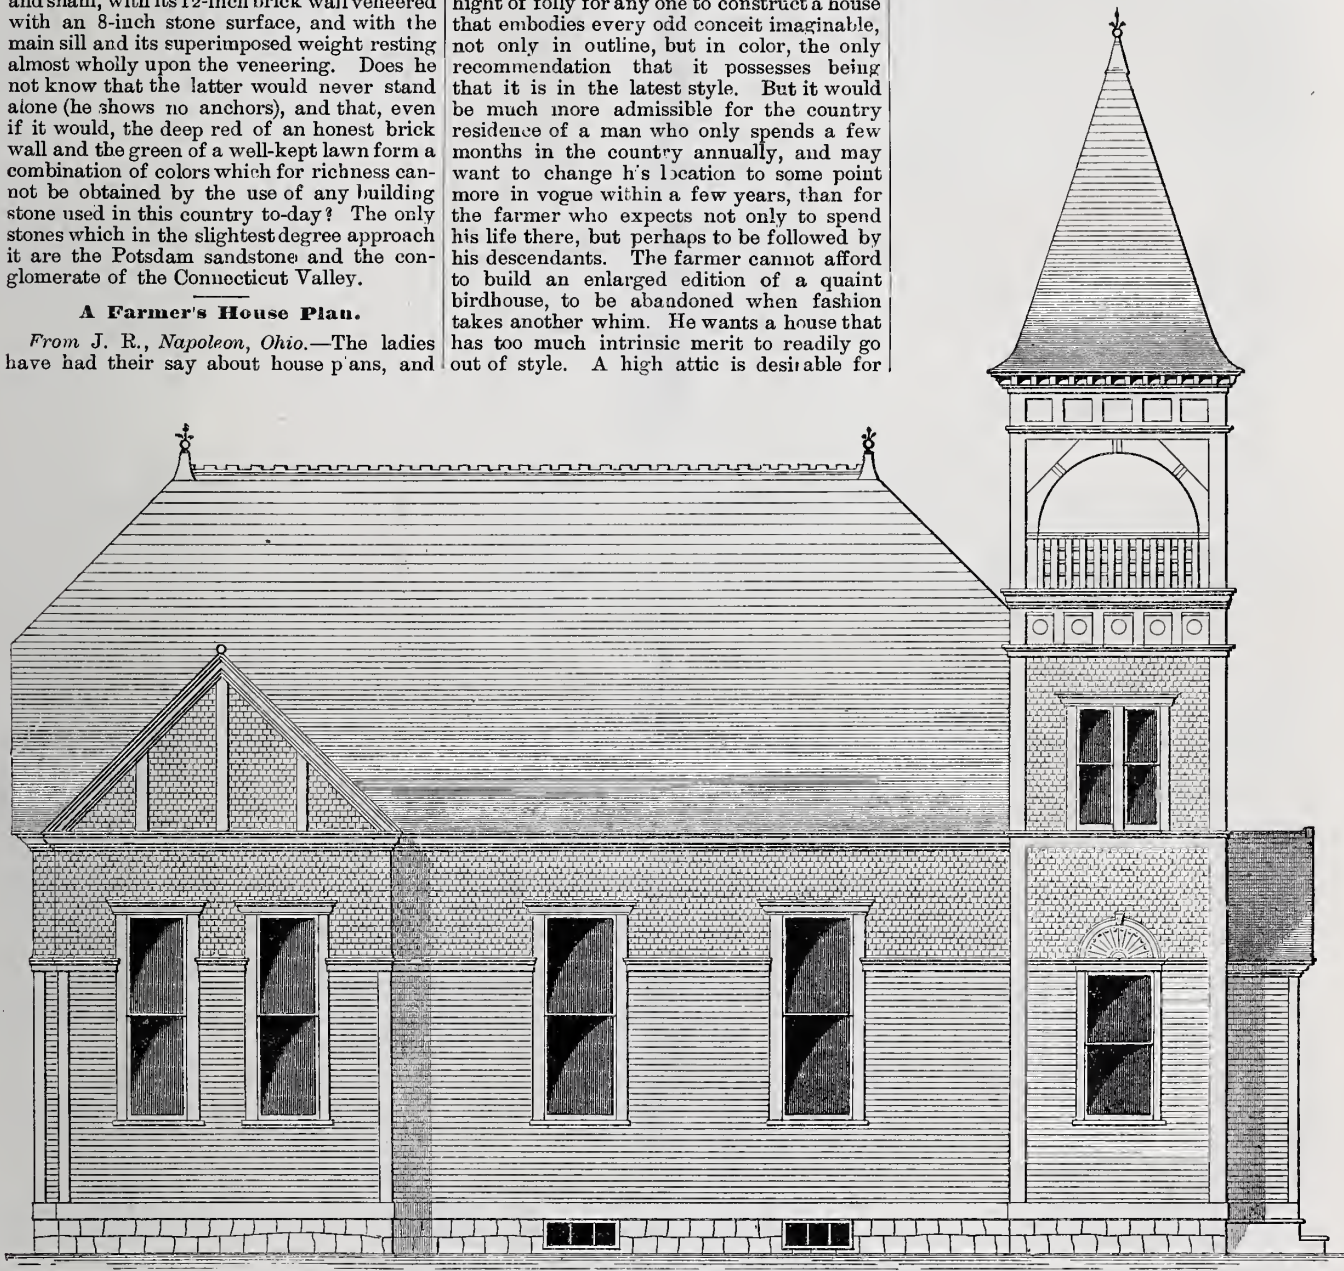 and sham, with its 12-inch brick wall veneered
with an 8-inch stone surface, and with the
main sill and its superimposed weight resting
almost wholly upon the veneering. Does he
not know that the latter would never stand
alone (he shows no anchors), and that, even
if it would, the deep red of an honest brick
wall and the green of a well-kept lawn form a
combination of colors which for richness can-
not be obtained by the use of any building
stone used in this country to-day? The only
stones which in the slightest degree approach
it are the Potsdam sandstone and the con-
glomerate of the Connecticut Valley.
A Farmer's House Plan.
From J. R., Napoleon, Ohio.—The ladies
have had their say about house p ans, and
hight of folly for any one to construct a house
that embodies every odd conceit imaginable,
not only in outline, but in color, the only
recommendation that it possesses being
that it is in the latest style. But it would
be much more admissible for the country
residence of a man who only spends a few
months in the country annually, and may
want to change h's location to some point
more in vogue within a few years, than for
the farmer who expects not only to spend
his life there, but perhaps to be followed by
his descendants. The farmer cannot afford
to build an enlarged edition of a quaint
birdhouse, to be abandoned when fashion
takes another whim. He wants a house that
has too much intrinsic merit to readily go
out of style. A high attic is desirable for